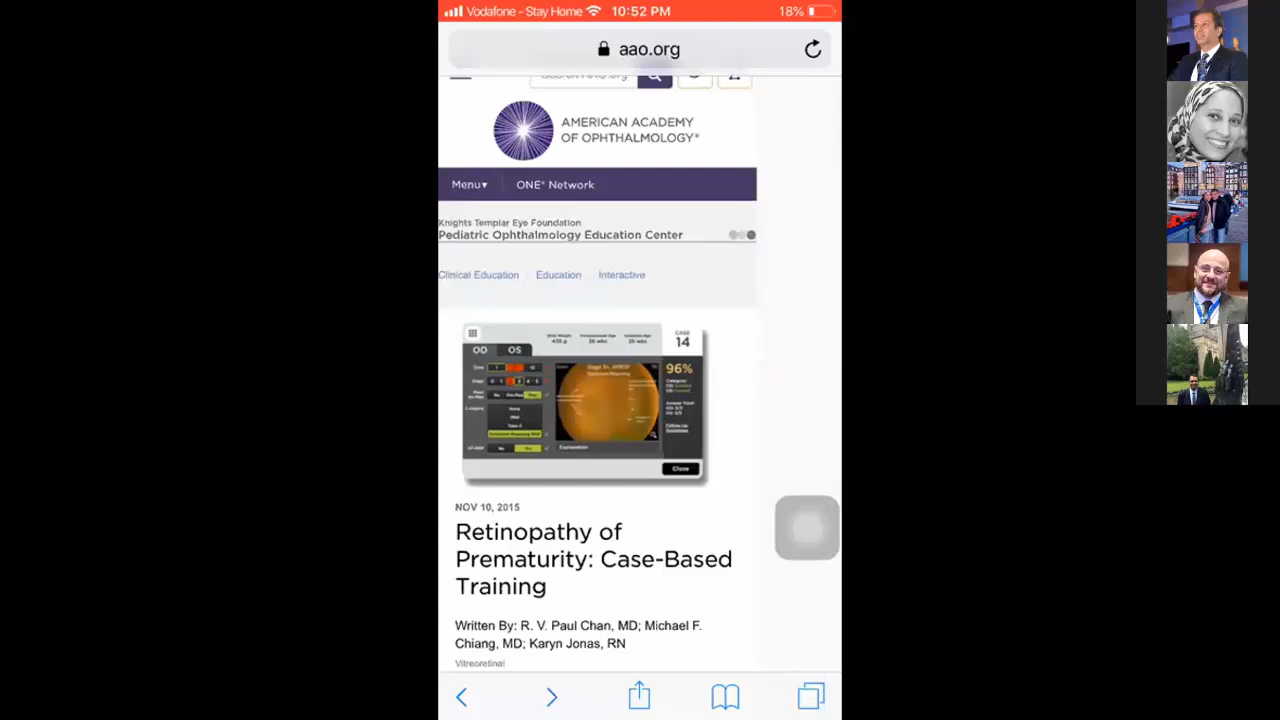 Vodafone - Stay Home 10:52 PM 18%
aao.org
AMERICAN ACADEMY
OF OPHTHALMOLOGY®
Menu▾ ONE® Network
Knights Templar Eye Foundation
Pediatric Ophthalmology Education Center
Clinical Education Education Interactive
CASE
14
OD OS
96%
Explanation
Close
NOV 10, 2015
Retinopathy of
Prematurity: Case-Based
Training
Written By: R. V. Paul Chan, MD; Michael F.
Chiang, MD; Karyn Jonas, RN
Vitreoretinal